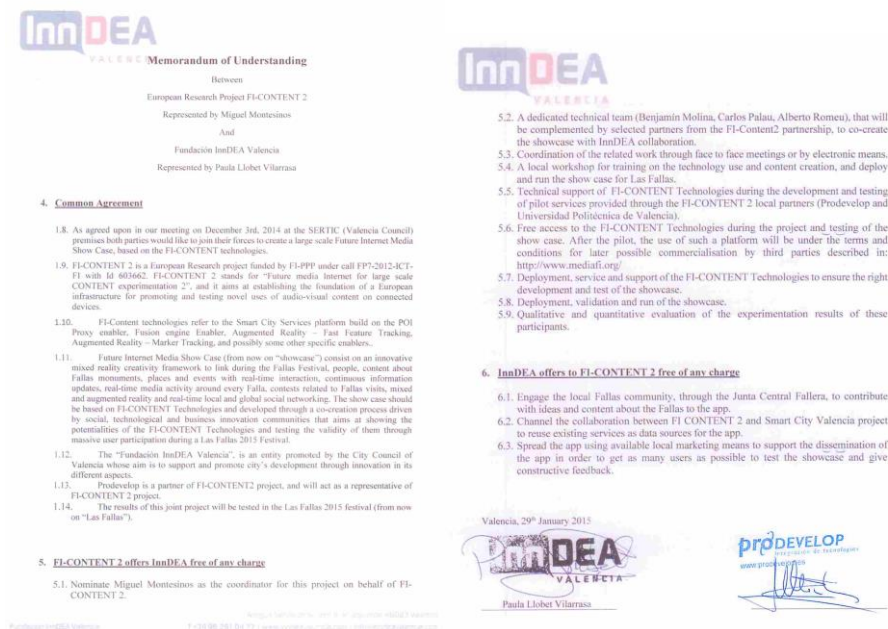 InnDEA
VALENCIA
Memorandum of Understanding
Between
European Research Project FI-CONTENT 2
Represented by Miguel Montesinos
And
Fundación InnDEA Valencia
Represented by Paula Llobet Vilarrasa
4. Common Agreement
1.8. As agreed upon in our meeting on December 3rd, 2014 at the SERTIC (Valencia Council)
premises both parties would like to join their forces to create a large scale Future Internet Media
Show Case, based on the FI-CONTENT technologies.
1.9. FI-CONTENT 2 is a European Research project funded by FI-PPP under call FP7-2012-ICT-
FI with Id 603662. FI-CONTENT 2 stands for "Future media Internet for large scale
CONTENT experimentation 2", and it aims at establishing the foundation of a European
infrastructure for promoting and testing novel uses of audio-visual content on connected
devices.
1.10. FI-Content technologies refer to the Smart City Services platform build on the POI
Proxy enabler, Fusion engine Enabler, Augmented Reality – Fast Feature Tracking,
Augmented Reality – Marker Tracking, and possibly some other specific enablers..
1.11. Future Internet Media Show Case (from now on "showcase") consist on an innovative
mixed reality creativity framework to link during the Fallas Festival, people, content about
Fallas monuments, places and events with real-time interaction, continuous information
updates, real-time media activity around every Falla, contests related to Fallas visits, mixed
and augmented reality and real-time local and global social networking. The show case should
be based on FI-CONTENT Technologies and developed through a co-creation process driven
by social, technological and business innovation communities that aims at showing the
potentialities of the FI-CONTENT Technologies and testing the validity of them through
massive user participation during a Las Fallas 2015 Festival.
1.12. The "Fundación InnDEA Valencia", is an entity promoted by the City Council of
Valencia whose aim is to support and promote city's development through innovation in its
different aspects.
1.13. Prodevelop is a partner of FI-CONTENT2 project, and will act as a representative of
FI-CONTENT 2 project.
1.14. The results of this joint project will be tested in the Las Fallas 2015 festival (from now
on "Las Fallas").
5. FI-CONTENT 2 offers InnDEA free of any charge
5.1. Nominate Miguel Montesinos as the coordinator for this project on behalf of FI-
CONTENT 2.
Fundación InnDEA Valencia
InnDEA
VALENCIA
5.2. A dedicated technical team (Benjamín Molina, Carlos Palau, Alberto Romeu), that will
be complemented by selected partners from the FI-Content2 partnership, to co-create
the showcase with InnDEA collaboration.
5.3. Coordination of the related work through face to face meetings or by electronic means.
5.4. A local workshop for training on the technology use and content creation, and deploy
and run the show case for Las Fallas.
5.5. Technical support of FI-CONTENT Technologies during the development and testing
of pilot services provided through the FI-CONTENT 2 local partners (Prodevelop and
Universidad Politécnica de Valencia).
5.6. Free access to the FI-CONTENT Technologies during the project and testing of the
show case. After the pilot, the use of such a platform will be under the terms and
conditions for later possible commercialisation by third parties described in:
http://www.mediafi.org/
5.7. Deployment, service and support of the FI-CONTENT Technologies to ensure the right
development and test of the showcase.
5.8. Deployment, validation and run of the showcase.
5.9. Qualitative and quantitative evaluation of the experimentation results of these
participants.
6. InnDEA offers to FI-CONTENT 2 free of any charge
6.1. Engage the local Fallas community, through the Junta Central Fallera, to contribute
with ideas and content about the Fallas to the app.
6.2. Channel the collaboration between FI CONTENT 2 and Smart City Valencia project
to reuse existing services as data sources for the app.
6.3. Spread the app using available local marketing means to support the dissemination of
the app in order to get as many users as possible to test the showcase and give
constructive feedback.
Valencia, 29th January 2015
InnDEA
VALENCIA
Paula Llobet Vilarrasa
proDEVELOP
integración de tecnologías
www.prodevelop.es